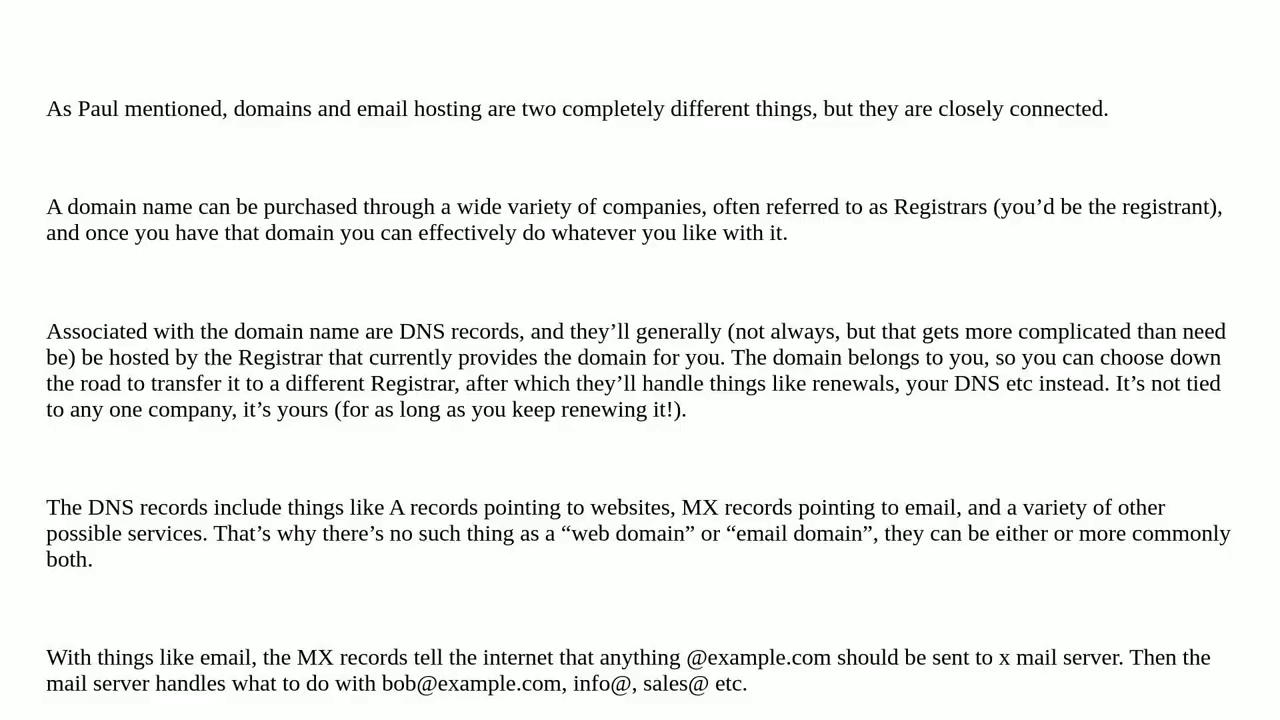 As Paul mentioned, domains and email hosting are two completely different things, but they are closely connected.
A domain name can be purchased through a wide variety of companies, often referred to as Registrars (you’d be the registrant),
and once you have that domain you can effectively do whatever you like with it.
Associated with the domain name are DNS records, and they’ll generally (not always, but that gets more complicated than need
be) be hosted by the Registrar that currently provides the domain for you. The domain belongs to you, so you can choose down
the road to transfer it to a different Registrar, after which they’ll handle things like renewals, your DNS etc instead. It’s not tied
to any one company, it’s yours (for as long as you keep renewing it!).
The DNS records include things like A records pointing to websites, MX records pointing to email, and a variety of other
possible services. That’s why there’s no such thing as a “web domain” or “email domain”, they can be either or more commonly
both.
With things like email, the MX records tell the internet that anything @example.com should be sent to x mail server. Then the
mail server handles what to do with bob@example.com, info@, sales@ etc.